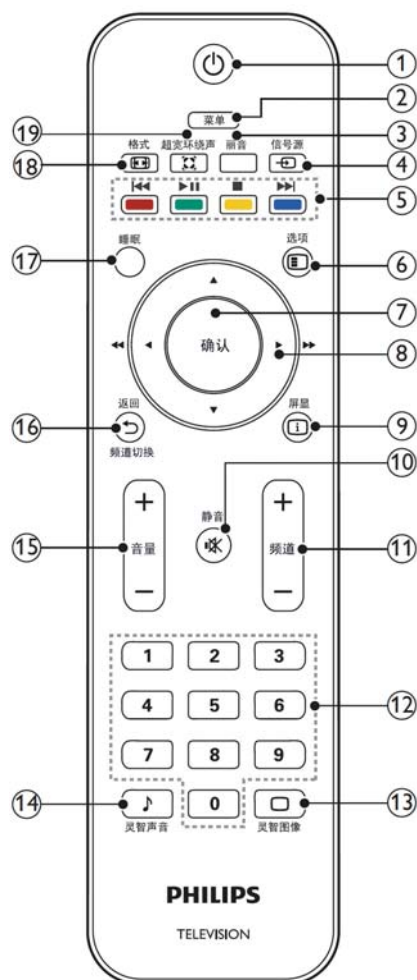 ①
菜单
②
⑲
③
格式 超宽环绕声 丽音 信号源
⑱
④
⑤
睡眠 选项
⑰
⑥
⑦
确认
⑧
返回 屏显
i
⑯
⑨
频道切换
⑩
静音
+ +
⑮
音量 频道
⑪
− −
1 2 3
4 5 6
⑫
7 8 9
⑭
0
⑬
灵智声音 灵智图像
PHILIPS
TELEVISION